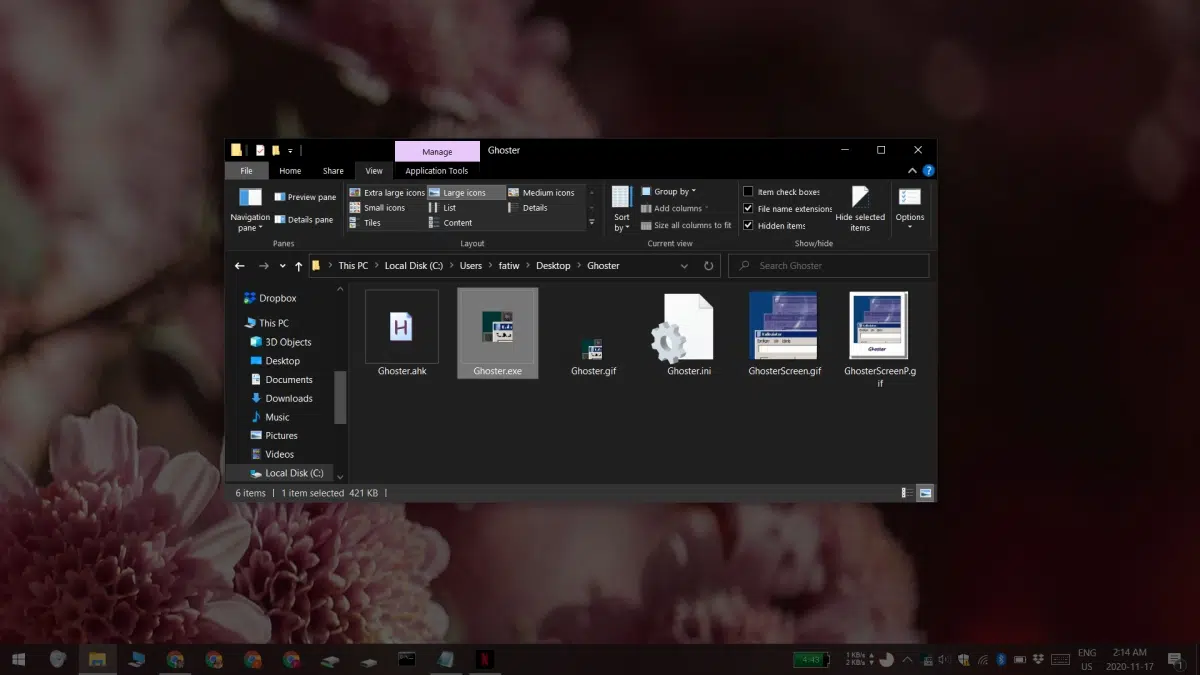 Manage
Ghoster
File
Home
Share
View
Application Tools
Navigation
pane
Preview pane
Details pane
Panes
Extra large icons
Large icons
Medium icons
Small icons
List
Details
Tiles
Content
Layout
Sort
by
Group by
Add columns
Size all columns to fit
Current view
Item check boxes
File name extensions
Hidden items
Hide selected
items
Show/hide
Options
This PC
Local Disk (C:)
Users
fatiw
Desktop
Ghoster
Search Ghoster
Dropbox
This PC
3D Objects
Desktop
Documents
Downloads
Music
Pictures
Videos
Local Disk (C:)
H
Ghoster.ahk
Ghoster.exe
Ghoster.gif
Ghoster.ini
GhosterScreen.gif
Ghoster
GhosterScreenP.g
if
6 items
1 item selected 421 KB
4:43
1 KB/s
2 KB/s
ENG
US
2:14 AM
2020-11-17
1